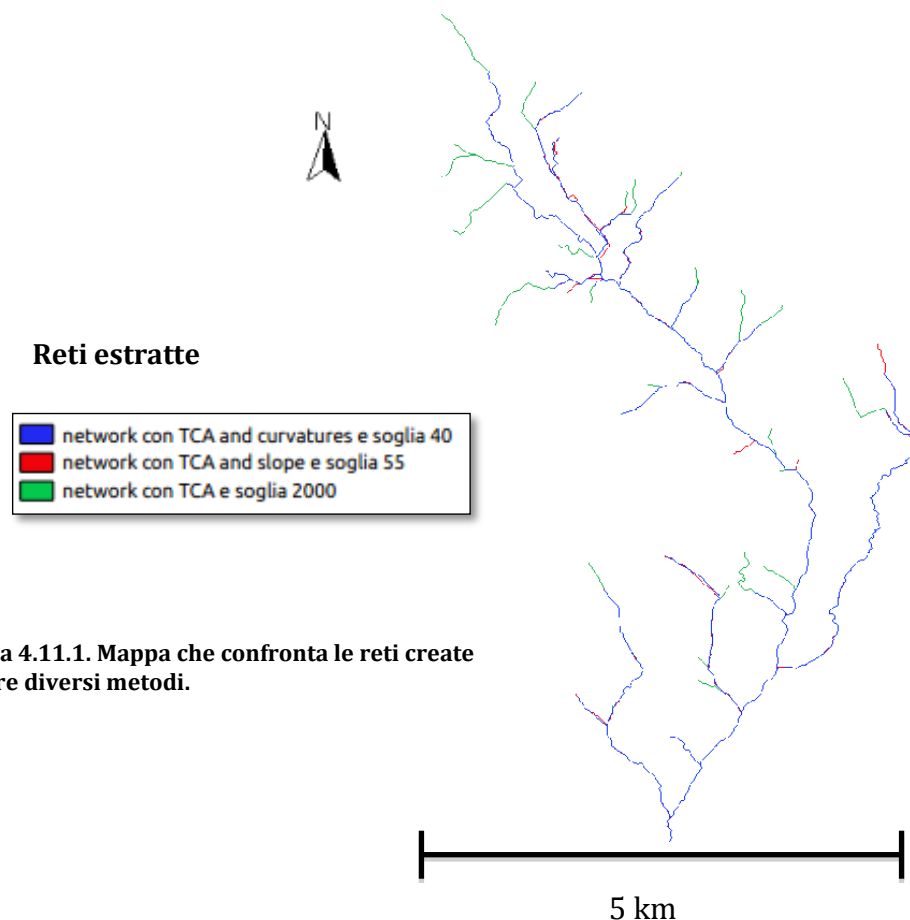 N
Reti estratte
network con TCA and curvatures e soglia 40
network con TCA and slope e soglia 55
network con TCA e soglia 2000
a 4.11.1. Mappa che confronta le reti create
re diversi metodi.
5 km